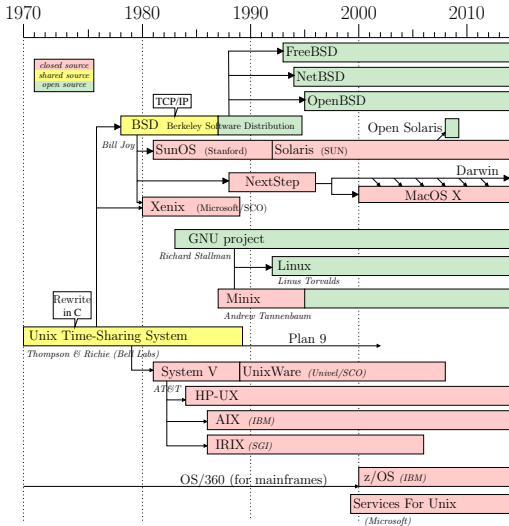 1970 1980 1990 2000 2010
closed source
shared source
open source
FreeBSD
NetBSD
OpenBSD
TCP/IP
BSD Berkeley Software Distribution
Open Solaris
Bill Joy
SunOS (Stanford) Solaris (SUN)
Darwin
NextStep
MacOS X
Xenix (Microsoft/SCO)
GNU project
Richard Stallman
Linux
Linus Torvalds
Minix
Andrew Tannenbaum
Rewrite
in C
Unix Time-Sharing System
Plan 9
Thompson & Richie (Bell Labs)
System V UnixWare (Univel/SCO)
AT&T
HP-UX
AIX (IBM)
IRIX (SGI)
OS/360 (for mainframes) z/OS (IBM)
Services For Unix
(Microsoft)